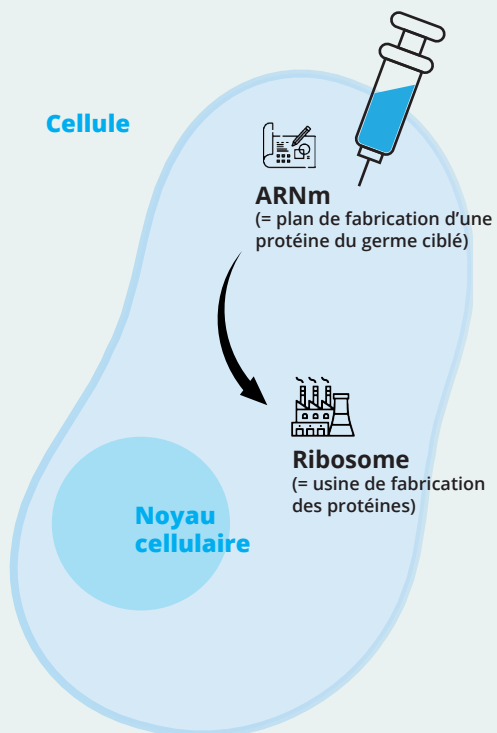 Cellule
ARNm
(= plan de fabrication d’une
protéine du germe ciblé)
Ribosome
(= usine de fabrication
des protéines)
Noyau
cellulaire